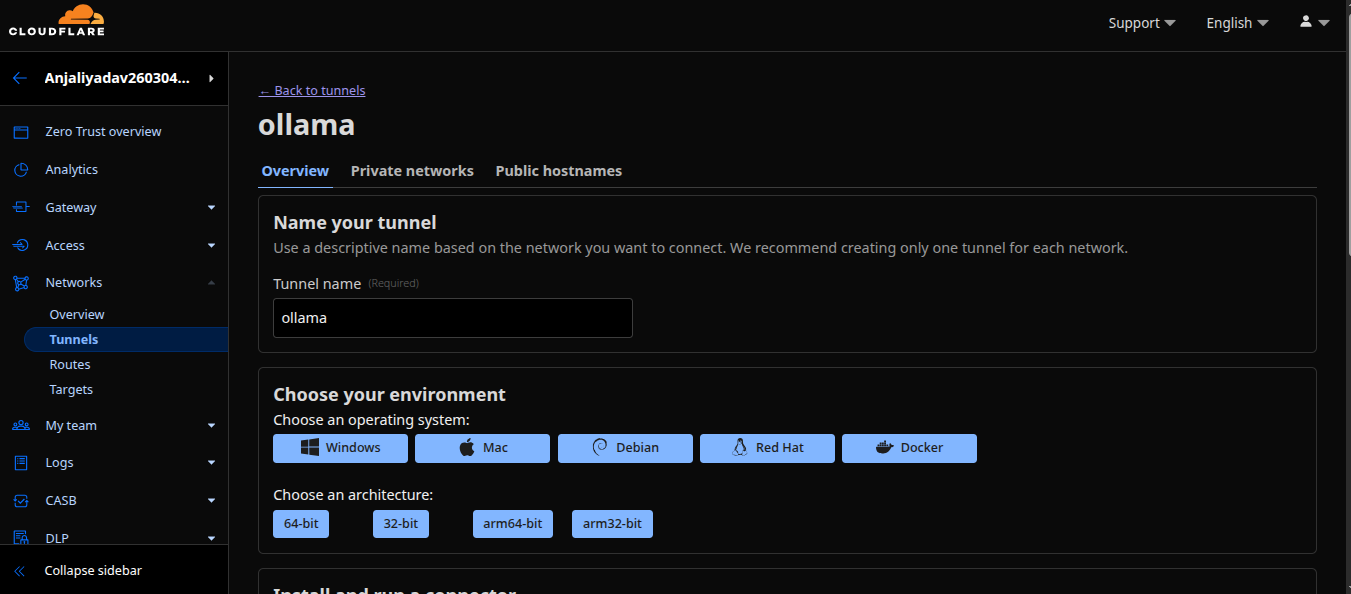 CLOUDFLARE
Support
English
Anjaliyadav260304...
Zero Trust overview
Analytics
Gateway
Access
Networks
Overview
Tunnels
Routes
Targets
My team
Logs
CASB
DLP
Collapse sidebar
← Back to tunnels
ollama
Overview Private networks Public hostnames
Name your tunnel
Use a descriptive name based on the network you want to connect. We recommend creating only one tunnel for each network.
Tunnel name (Required)
ollama
Choose your environment
Choose an operating system:
Windows Mac Debian Red Hat Docker
Choose an architecture:
64-bit 32-bit arm64-bit arm32-bit
Install and run a connector